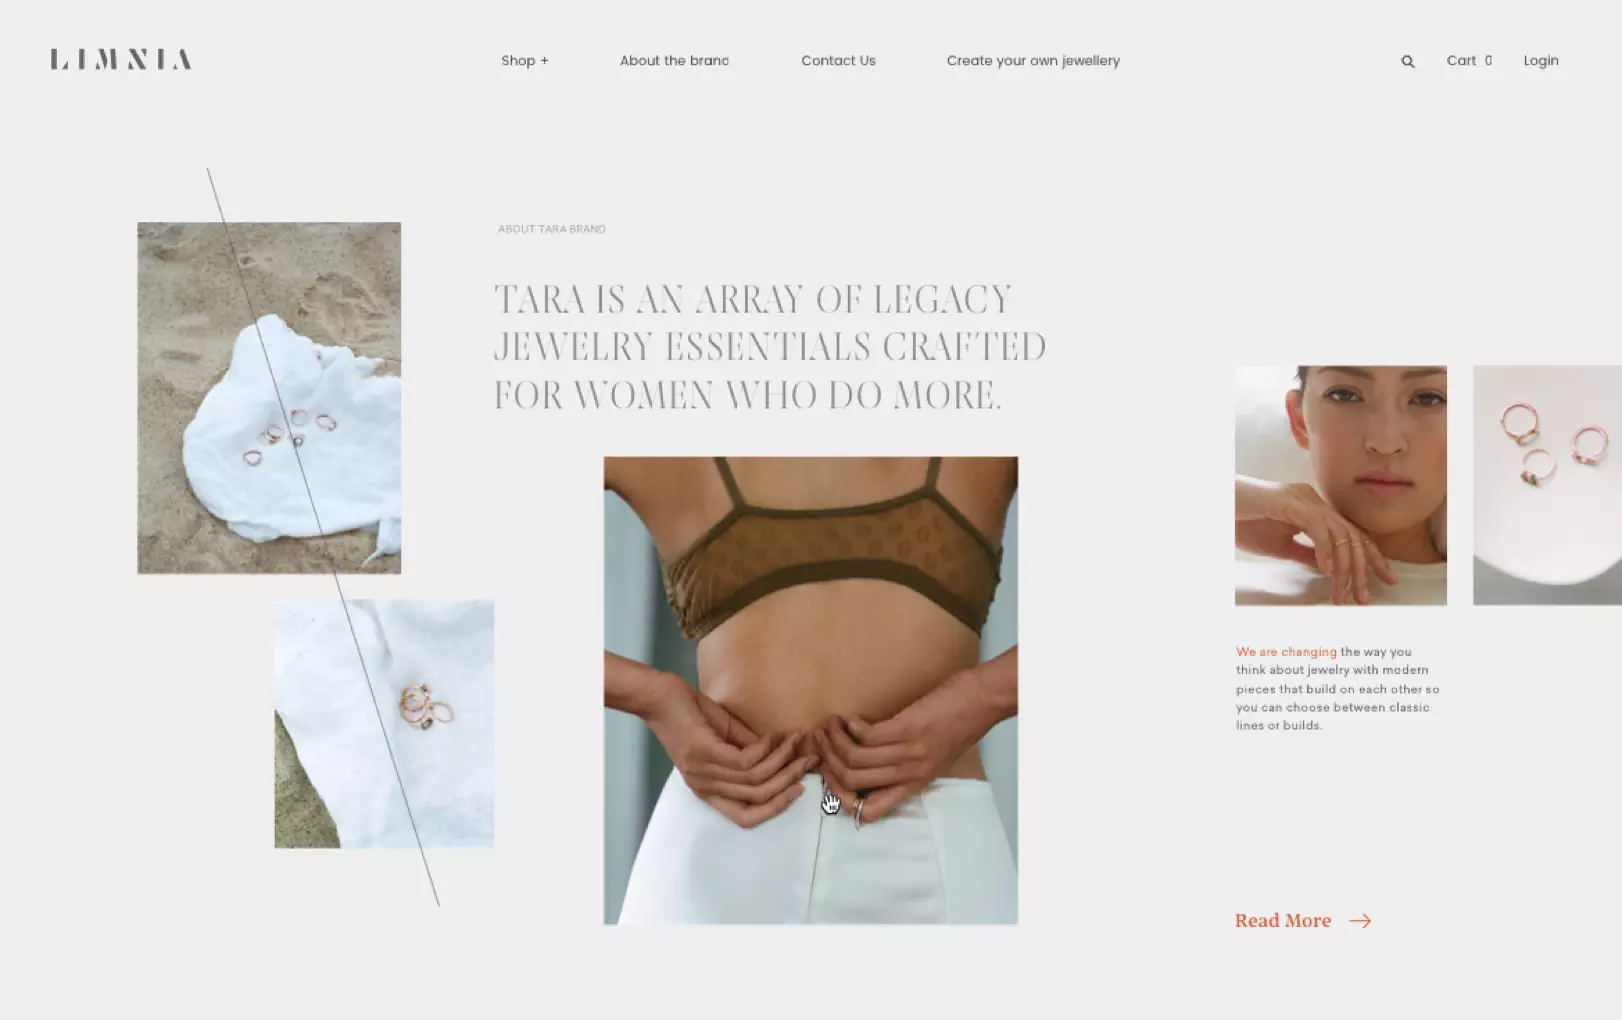 LIMNIA
Shop +
About the brand
Contact Us
Create your own jewellery
Cart 0
Login
ABOUT TARA BRAND
TARA IS AN ARRAY OF LEGACY
JEWELRY ESSENTIALS CRAFTED
FOR WOMEN WHO DO MORE.
We are changing the way you
think about jewelry with modern
pieces that build on each other so
you can choose between classic
lines or builds.
Read More